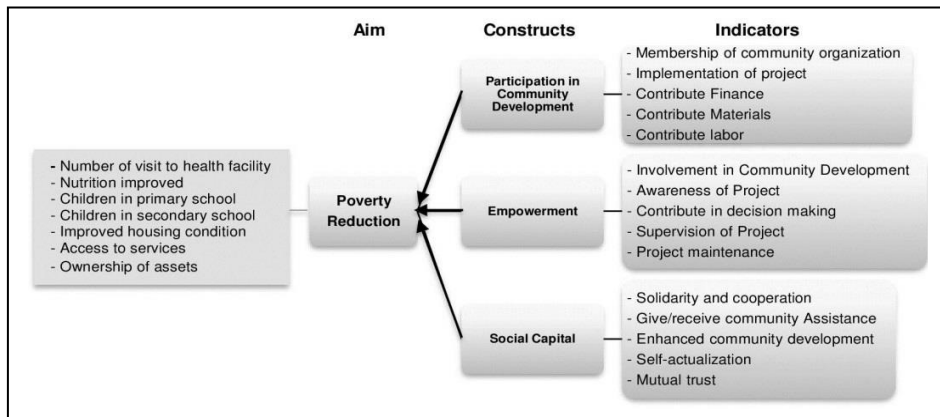 Aim Constructs Indicators
- Number of visit to health facility
- Nutrition improved
- Children in primary school
- Children in secondary school
- Improved housing condition
- Access to services
- Ownership of assets
Poverty
Reduction
Participation in
Community
Development
- Membership of community organization
- Implementation of project
- Contribute Finance
- Contribute Materials
- Contribute labor
Empowerment
- Involvement in Community Development
- Awareness of Project
- Contribute in decision making
- Supervision of Project
- Project maintenance
Social Capital
- Solidarity and cooperation
- Give/receive community Assistance
- Enhanced community development
- Self-actualization
- Mutual trust